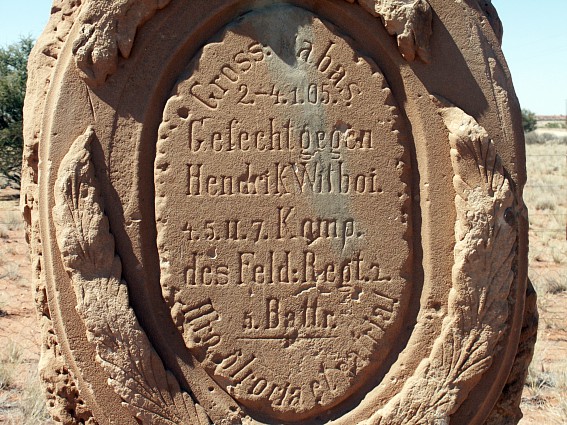 Gross Nabas
2-4.1.05.
Gefecht gegen
Hendrik Witboi.
4.5.u.7. Komp.
des Feld: Regt. 2.
5. Battr.